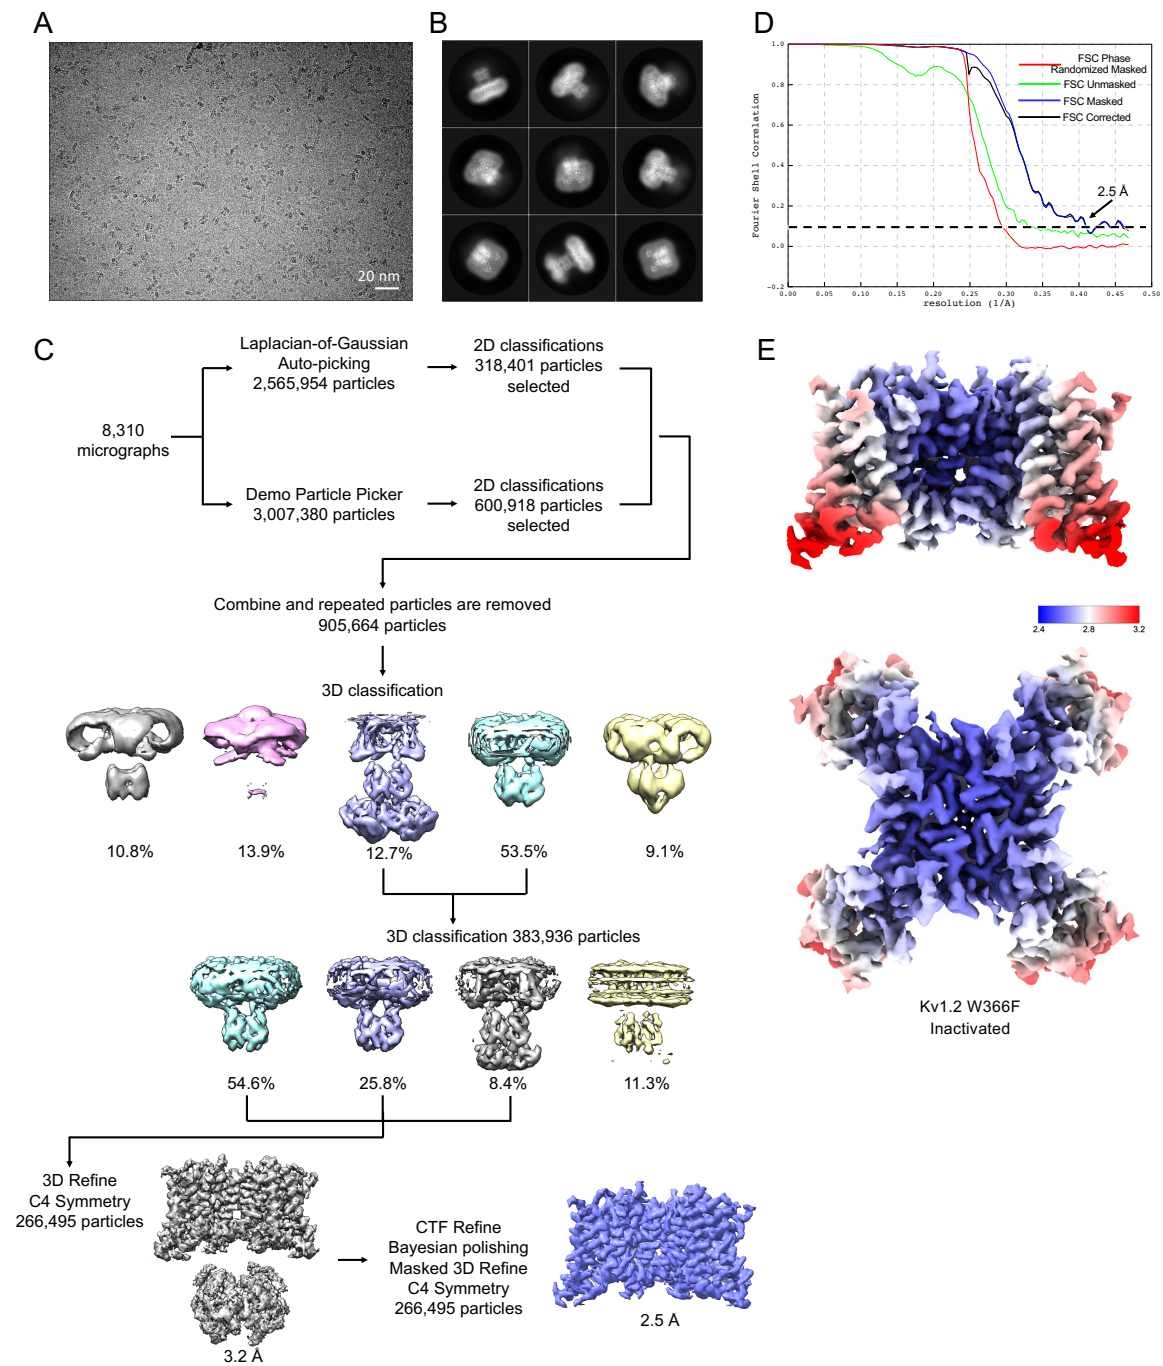 A
20 nm
B
D
1.0
0.8
0.6
0.4
0.2
0.0
−0.2
0.00
0.05
0.10
0.15
0.20
0.25
0.30
0.35
0.40
0.45
0.50
Fourier Shell Correlation
resolution (1/A)
FSC Phase
Randomized Masked
FSC Unmasked
FSC Masked
FSC Corrected
2.5 Å
C
8,310
micrographs
Laplacian-of-Gaussian
Auto-picking
2,565,954 particles
2D classifications
318,401 particles
selected
Demo Particle Picker
3,007,380 particles
2D classifications
600,918 particles
selected
Combine and repeated particles are removed
905,664 particles
3D classification
10.8%
13.9%
12.7%
53.5%
9.1%
3D classification 383,936 particles
54.6%
25.8%
8.4%
11.3%
3D Refine
C4 Symmetry
266,495 particles
3.2 Å
CTF Refine
Bayesian polishing
Masked 3D Refine
C4 Symmetry
266,495 particles
2.5 Å
E
2.4
2.8
3.2
Kv1.2 W366F
Inactivated